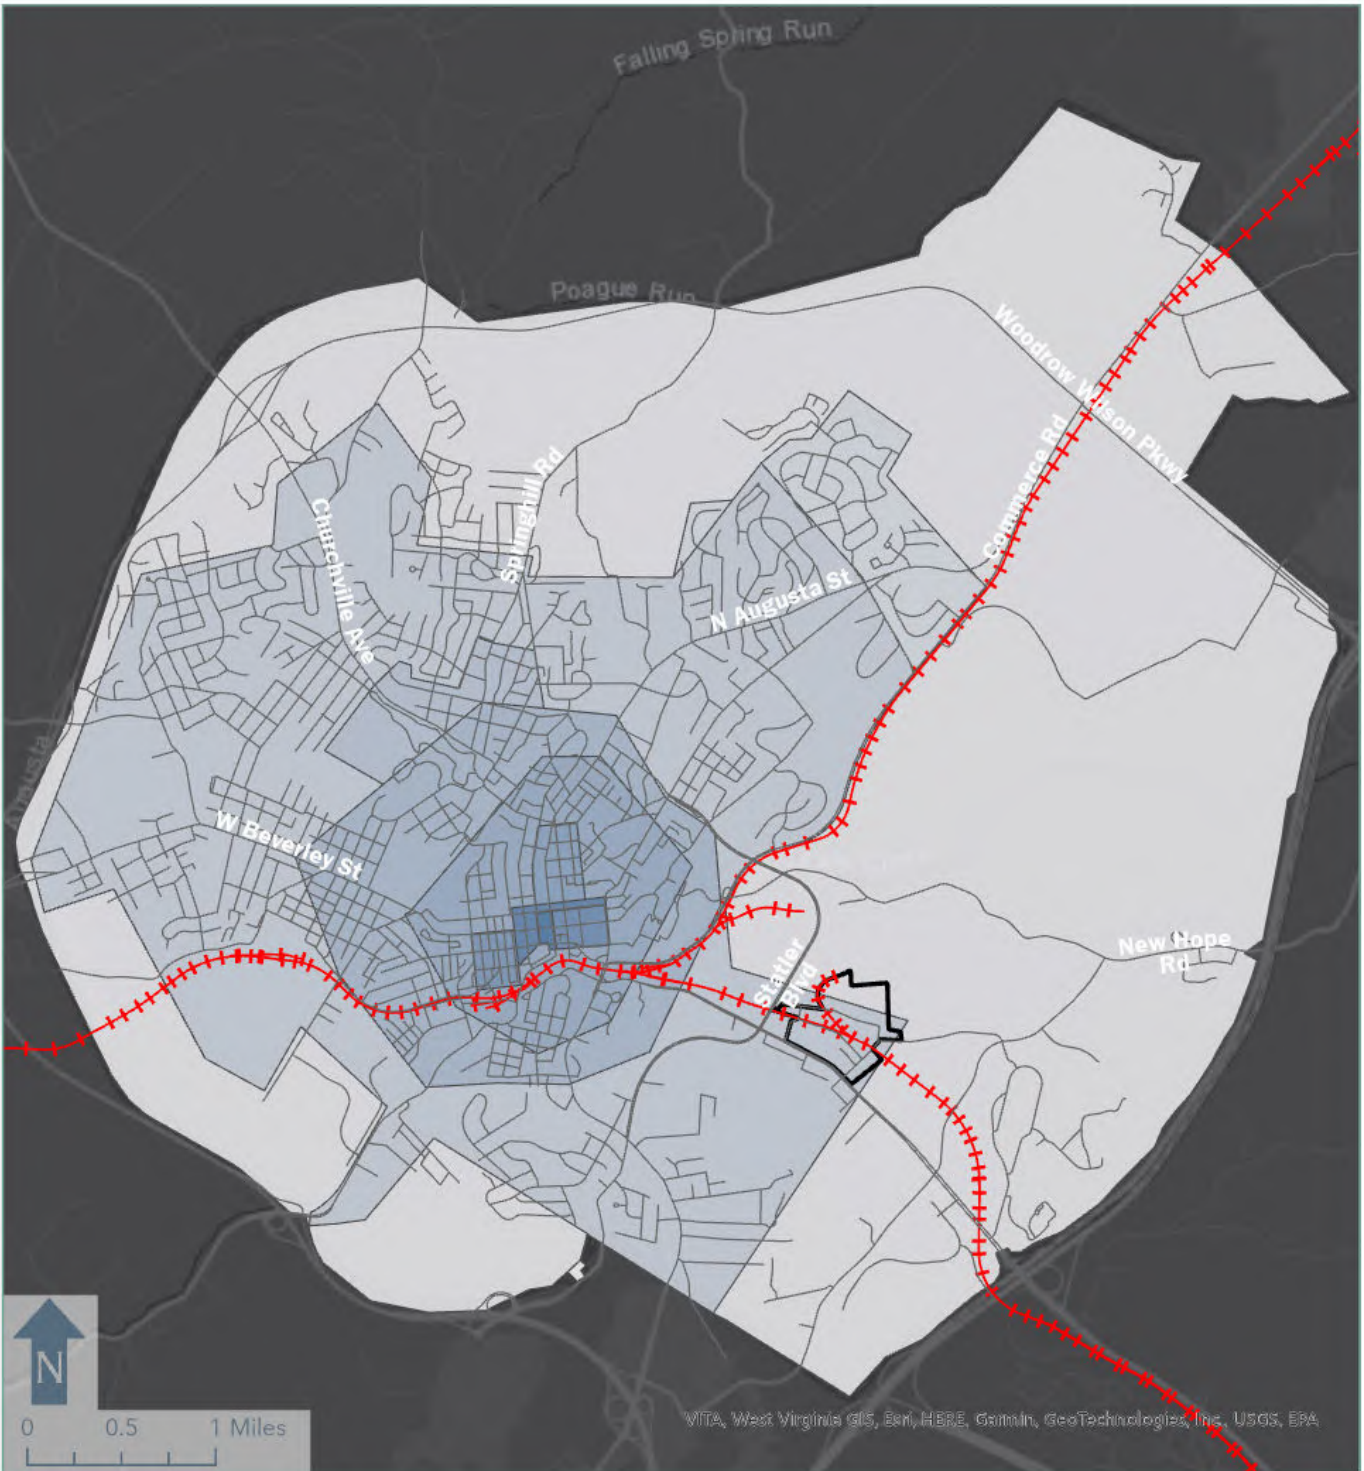 Falling Spring Run
Poague Run
Woodrow Wilson Pkwy
Commerce Rd
Springhill Rd
Churchville Ave
N Augusta St
Augusta
W Beverley St
New Hope
Rd
Statler
Blvd
N
0 0.5 1 Miles
VITA, West Virginia GIS, Esri, HERE, Garmin, GeoTechnologies, Inc., USGS, EPA